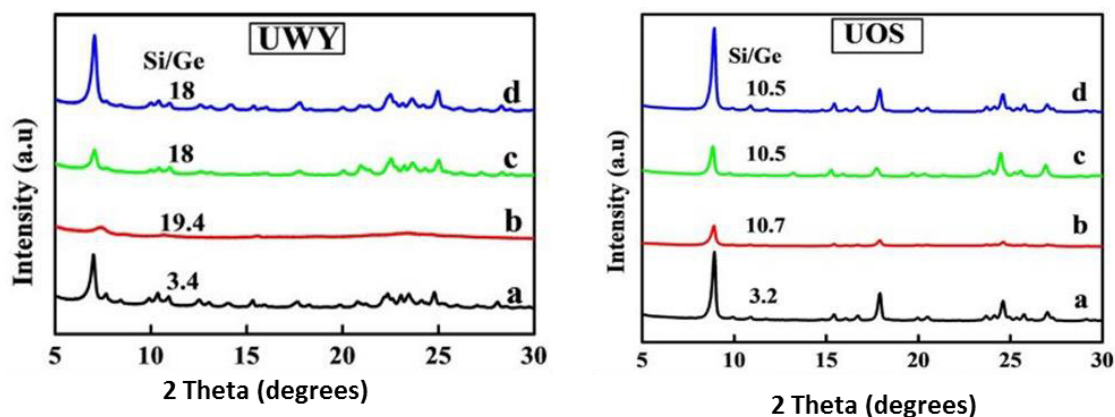 UWY
Si/Ge
18
d
18
c
19.4
b
3.4
a
Intensity (a.u)
5 10 15 20 25 30
2 Theta (degrees)
UOS
Si/Ge
10.5
d
10.5
c
10.7
b
3.2
a
Intensity (a.u)
5 10 15 20 25 30
2 Theta (degrees)